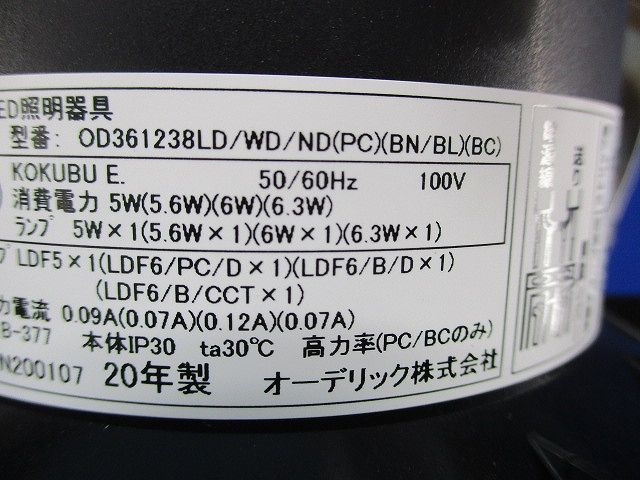 ED照明器具
型番: OD361238LD/WD/ND(PC)(BN/BL)(BC)
KOKUBU E. 50/60Hz 100V
消費電力 5W(5.6W)(6W)(6.3W)
ランプ 5W×1(5.6W×1)(6W×1)(6.3W×1)
プ LDF5×1(LDF6/PC/D×1)(LDF6/B/D×1)
(LDF6/B/CCT×1)
力電流 0.09A(0.07A)(0.12A)(0.07A)
B-377 本体IP30 ta30℃ 高力率(PC/BCのみ)
N200107 20年製 オーデリック株式会社